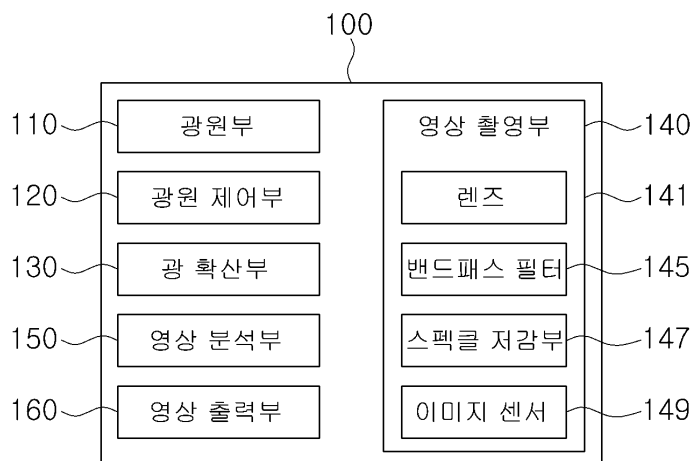 100
110 광원부 영상 촬영부 140
120 광원 제어부 렌즈 141
130 광 확산부 밴드패스 필터 145
150 영상 분석부 스펙클 저감부 147
160 영상 출력부 이미지 센서 149